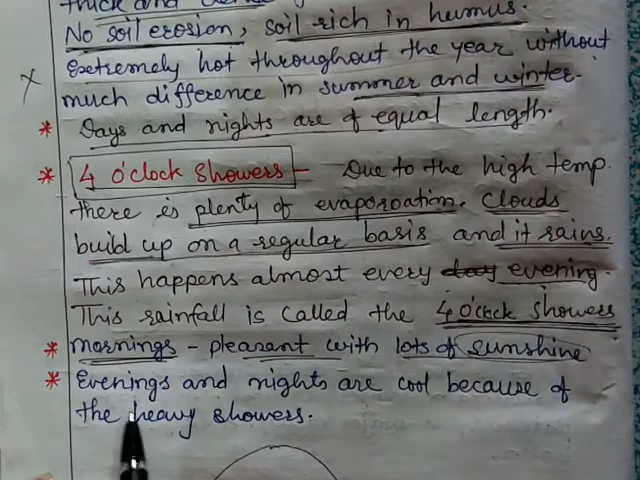 thick and
No soil erosion, soil rich in humus.
Extremely hot throughout the year without
much difference in summer and winter.
* Days and nights are of equal length.
* 4 o'clock showers - Due to the high temp.
there is plenty of evaporation. Clouds
build up on a regular basis and it rains.
This happens almost every evening.
This rainfall is called the 4 o'clock showers
* mornings - pleasant with lots of sunshine
* Evenings and nights are cool because of
the heavy showers.